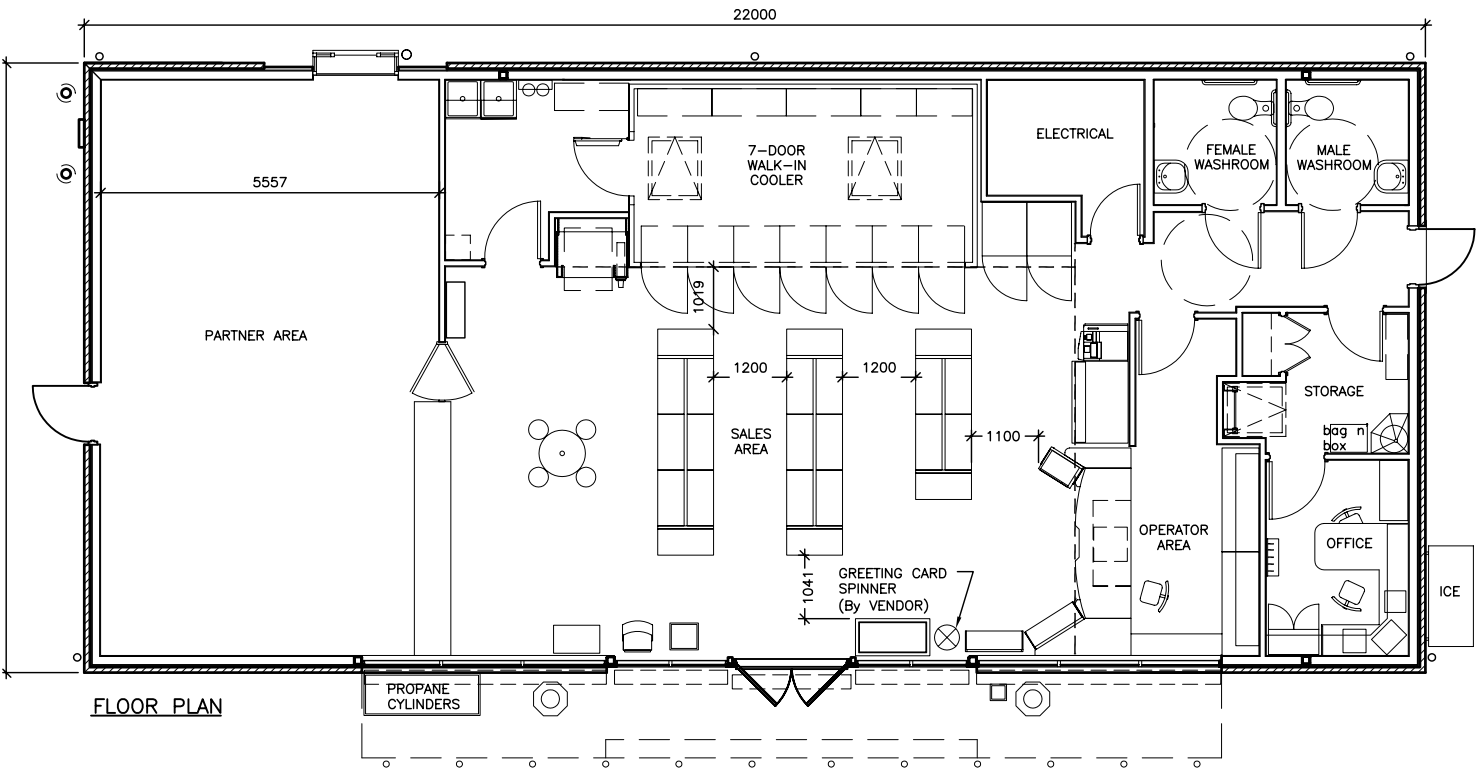 22000
ELECTRICAL
7-DOOR
WALK-IN
COOLER
FEMALE
WASHROOM
MALE
WASHROOM
5557
1019
PARTNER AREA
1200
1200
STORAGE
SALES
AREA
1100
bag n'
box
OPERATOR
AREA
OFFICE
1041
GREETING CARD
SPINNER
(By VENDOR)
ICE
PROPANE
CYLINDERS
FLOOR PLAN